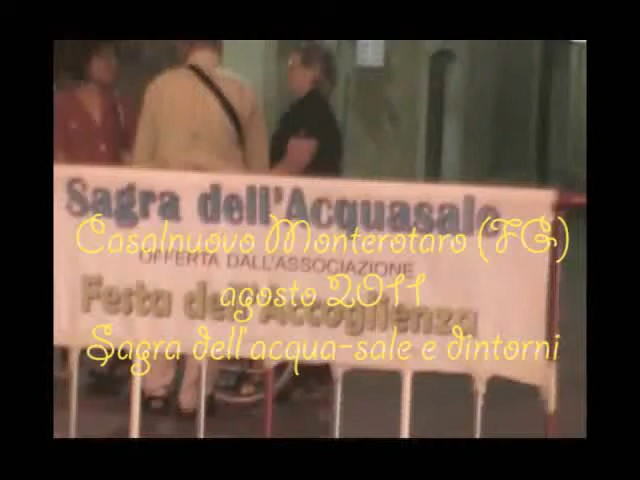 Sagra dell'Acquasale
Casalnuovo Monterotaro (FG)
OFFERTA DALL'ASSOCIAZIONE
agosto 2011
Festa dell'Accoglienza
Sagra dell'acqua-sale e dintorni